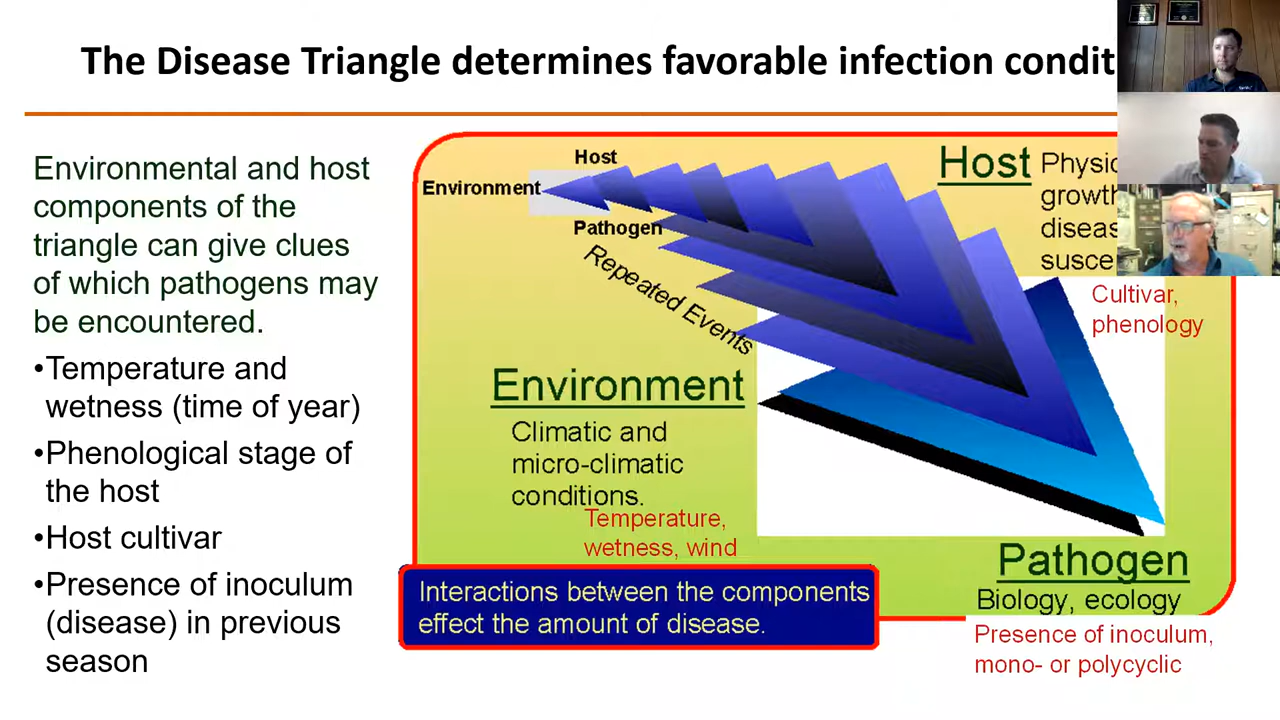 The Disease Triangle determines favorable infection condit
Environmental and host
components of the
triangle can give clues
of which pathogens may
be encountered.
•Temperature and
wetness (time of year)
•Phenological stage of
the host
•Host cultivar
•Presence of inoculum
(disease) in previous
season
Host
Environment
Pathogen
Repeated Events
Host
Physic
growth
diseas
susce
Cultivar,
phenology
Environment
Climatic and
micro-climatic
conditions.
Temperature,
wetness, wind
Pathogen
Biology, ecology
Presence of inoculum,
mono- or polycyclic
Interactions between the components
effect the amount of disease.